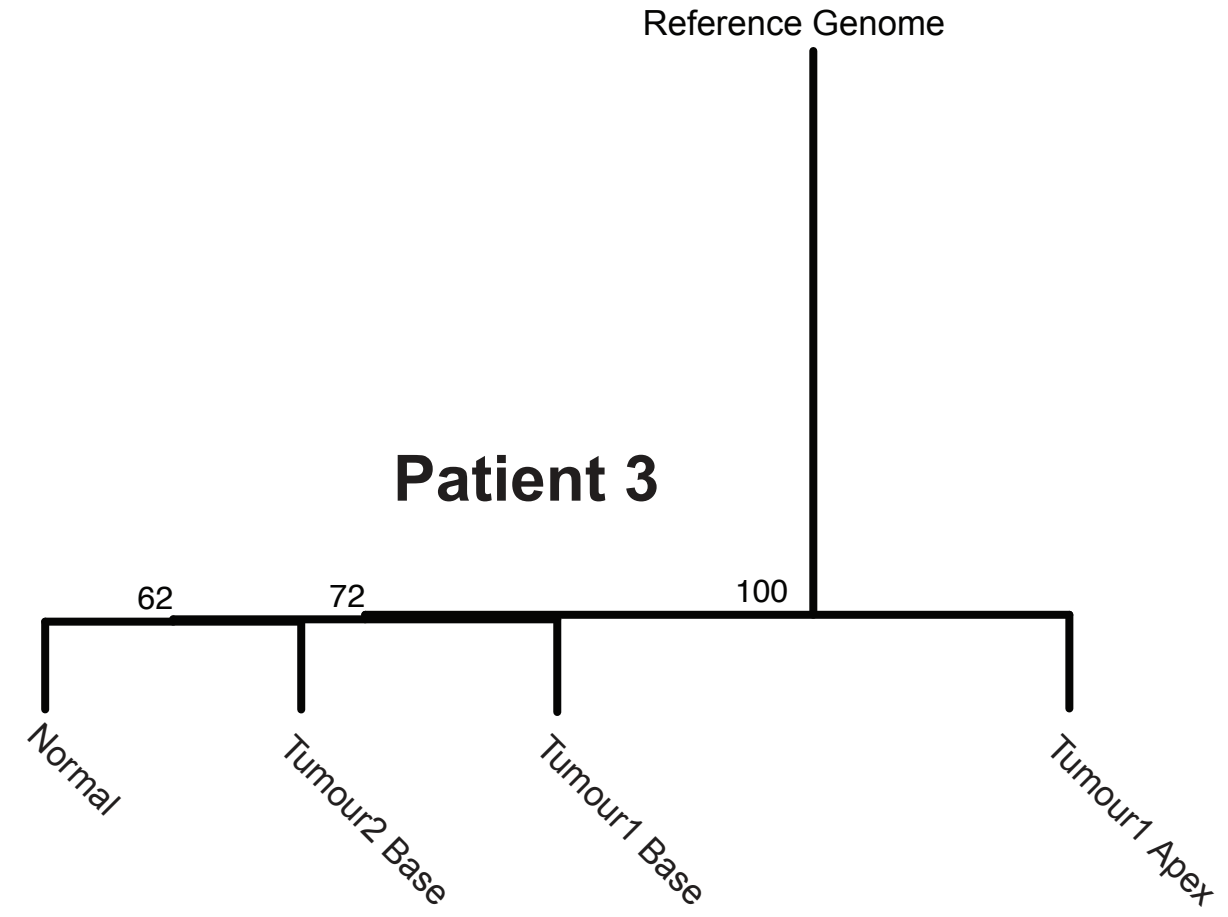 Reference Genome
Patient 3
62
72
100
Normal
Tumour2 Base
Tumour1 Base
Tumour1 Apex